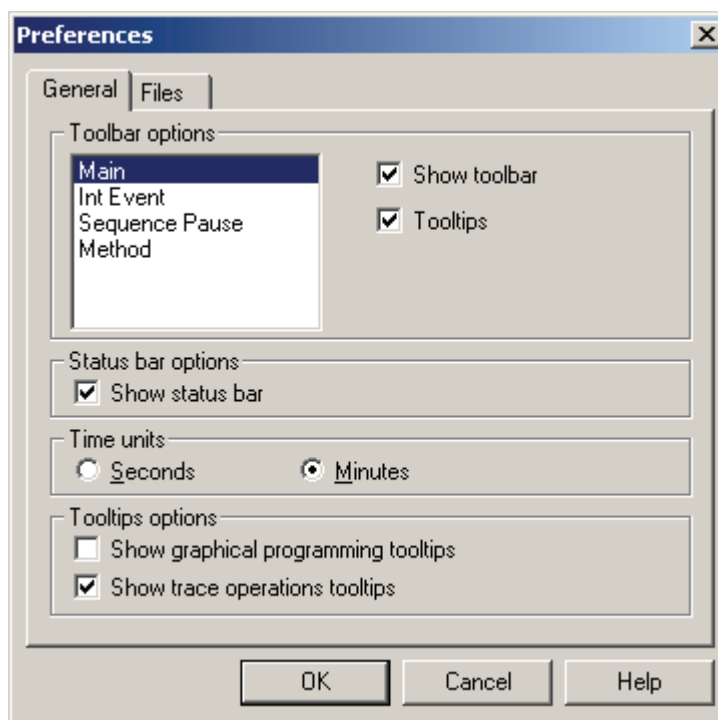 Preferences
General Files
Toolbar options
Main
Int Event
Sequence Pause
Method
Show toolbar
Tooltips
Status bar options
Show status bar
Time units
Seconds Minutes
Tooltips options
Show graphical programming tooltips
Show trace operations tooltips
OK Cancel Help